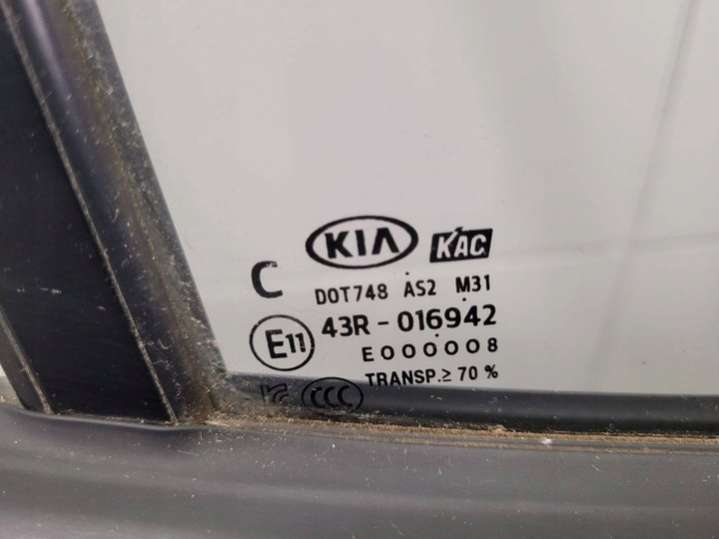 KIA KAC
C DOT748 AS2 M31
E11 43R-016942
E000008
TRANSP.≥70%
CCC